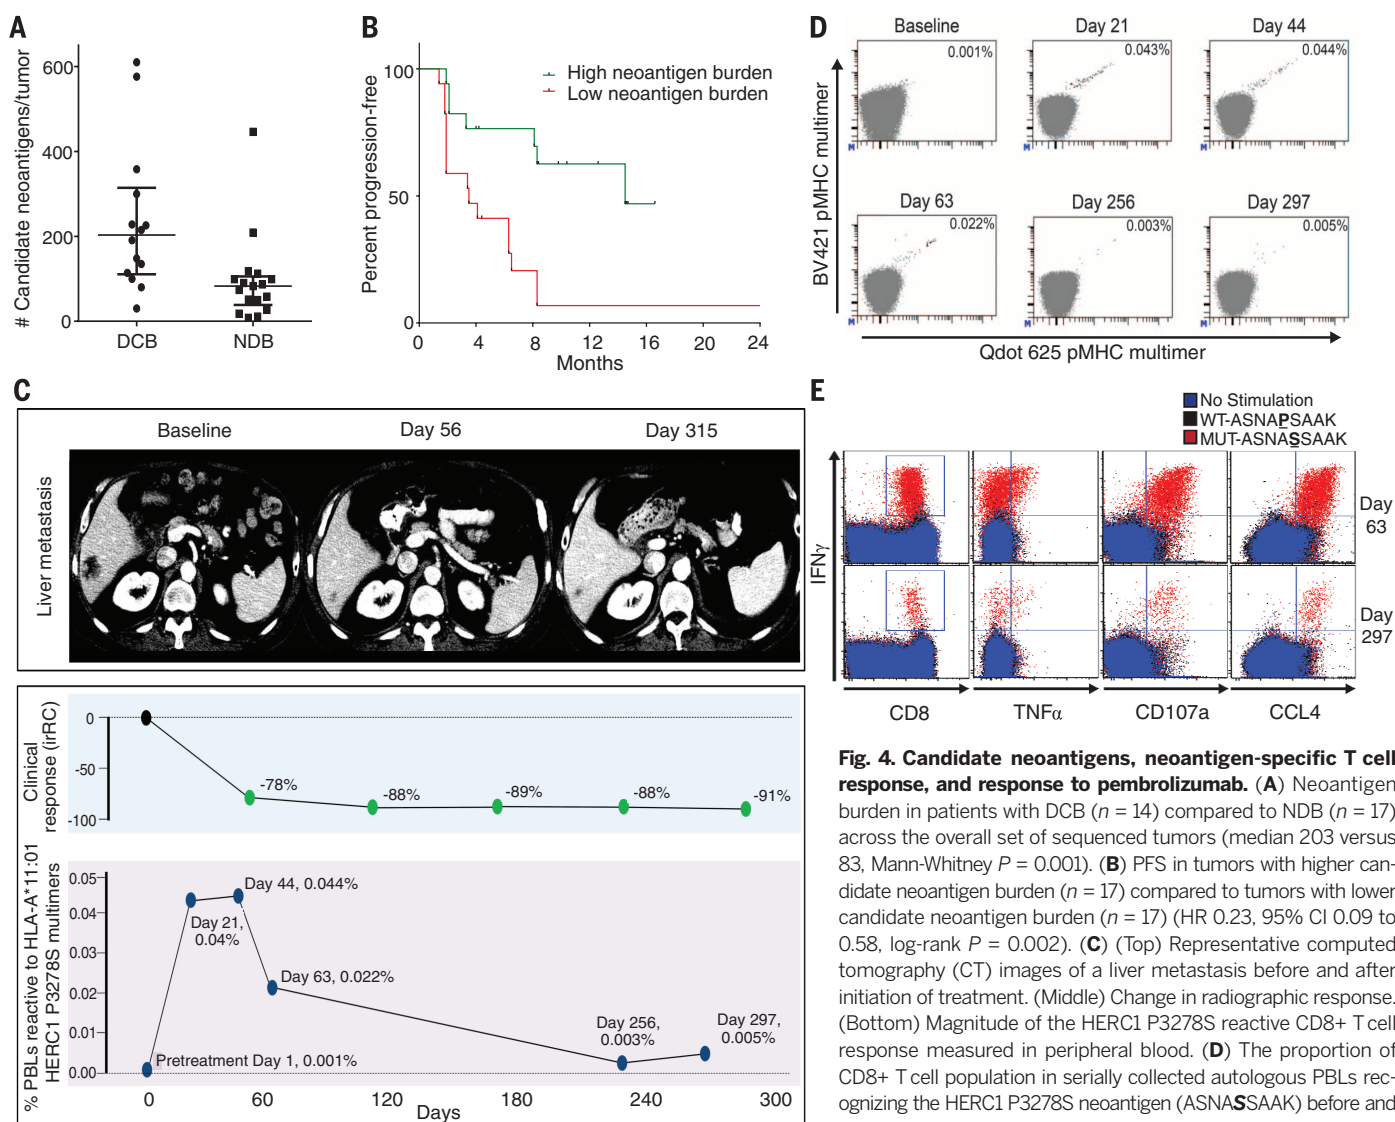 A
# Candidate neoantigens/tumor
600
400
200
0
DCB
NDB
B
Percent progression-free
100
50
0
High neoantigen burden
Low neoantigen burden
0 4 8 12 16 20 24
Months
C
Baseline
Day 56
Day 315
Liver metastasis
Clinical
response (irRC)
0
-50
-100
-78%
-88%
-89%
-88%
-91%
% PBLs reactive to HLA-A*11:01
HERC1 P3278S multimers
0.05
0.04
0.03
0.02
0.01
0.00
Day 44, 0.044%
Day 21,
0.04%
Day 63, 0.022%
Day 256,
0.003%
Day 297,
0.005%
Pretreatment Day 1, 0.001%
0 60 120 180 240 300
Days
D
Baseline
0.001%
Day 21
0.043%
Day 44
0.044%
Day 63
0.022%
Day 256
0.003%
Day 297
0.005%
M
M
M
M
M
M
BV421 pMHC multimer
Qdot 625 pMHC multimer
E
No Stimulation
WT-ASNAPSAAK
MUT-ASNASSAAK
IFNγ
Day
63
Day
297
CD8
TNFα
CD107a
CCL4
Fig. 4. Candidate neoantigens, neoantigen-specific T cell
response, and response to pembrolizumab. (A) Neoantigen
burden in patients with DCB (n = 14) compared to NDB (n = 17)
across the overall set of sequenced tumors (median 203 versus
83, Mann-Whitney P = 0.001). (B) PFS in tumors with higher can-
didate neoantigen burden (n = 17) compared to tumors with lower
candidate neoantigen burden (n = 17) (HR 0.23, 95% CI 0.09 to
0.58, log-rank P = 0.002). (C) (Top) Representative computed
tomography (CT) images of a liver metastasis before and after
initiation of treatment. (Middle) Change in radiographic response.
(Bottom) Magnitude of the HERC1 P3278S reactive CD8+ T cell
response measured in peripheral blood. (D) The proportion of
CD8+ T cell population in serially collected autologous PBLs rec-
ognizing the HERC1 P3278S neoantigen (ASNASSAAK) before and